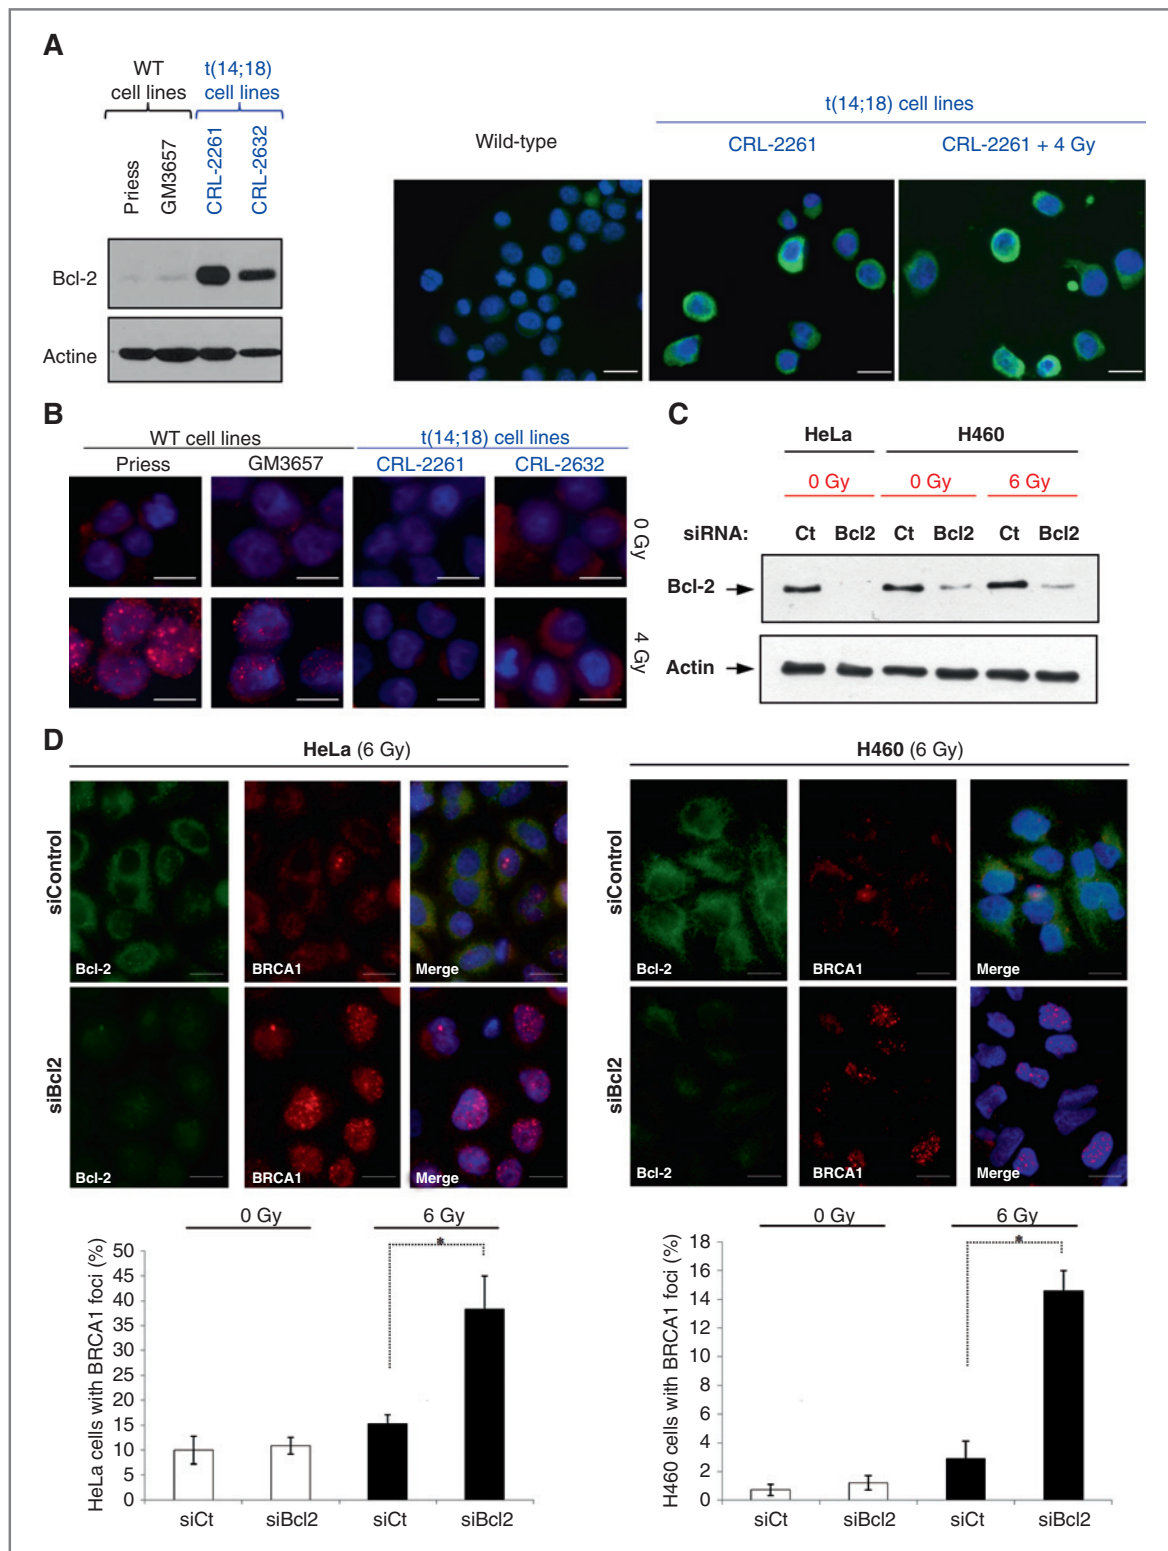 A
WT
cell lines
t(14;18)
cell lines
Priess
GM3657
CRL-2261
CRL-2632
Bcl-2
Actine
t(14;18) cell lines
Wild-type
CRL-2261
CRL-2261 + 4 Gy
B
WT cell lines
t(14;18) cell lines
Priess
GM3657
CRL-2261
CRL-2632
0 Gy
4 Gy
C
HeLa
H460
0 Gy
0 Gy
6 Gy
siRNA:
Ct
Bcl2
Ct
Bcl2
Ct
Bcl2
Bcl-2
Actin
D
HeLa (6 Gy)
H460 (6 Gy)
siControl
Bcl-2
BRCA1
Merge
siControl
Bcl-2
BRCA1
Merge
siBcl2
Bcl-2
BRCA1
Merge
siBcl2
Bcl-2
BRCA1
Merge
0 Gy
6 Gy
*
HeLa cells with BRCA1 foci (%)
50
45
40
35
30
25
20
15
10
5
0
siCt
siBcl2
siCt
siBcl2
0 Gy
6 Gy
*
H460 cells with BRCA1 foci (%)
18
16
14
12
10
8
6
4
2
0
siCt
siBcl2
siCt
siBcl2